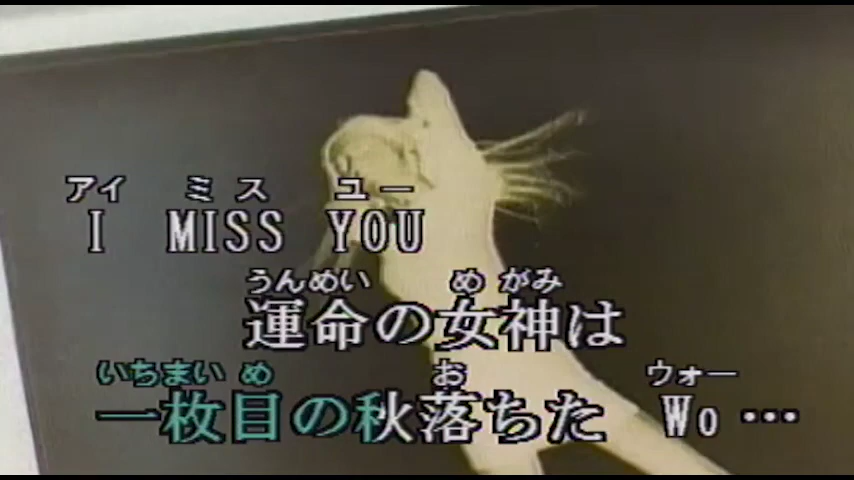 アイ ミス ユー
I MISS YOU
うんめい めがみ
運命の女神は
いちまいめ お ウォー
一枚目の秋落ちた Wo…